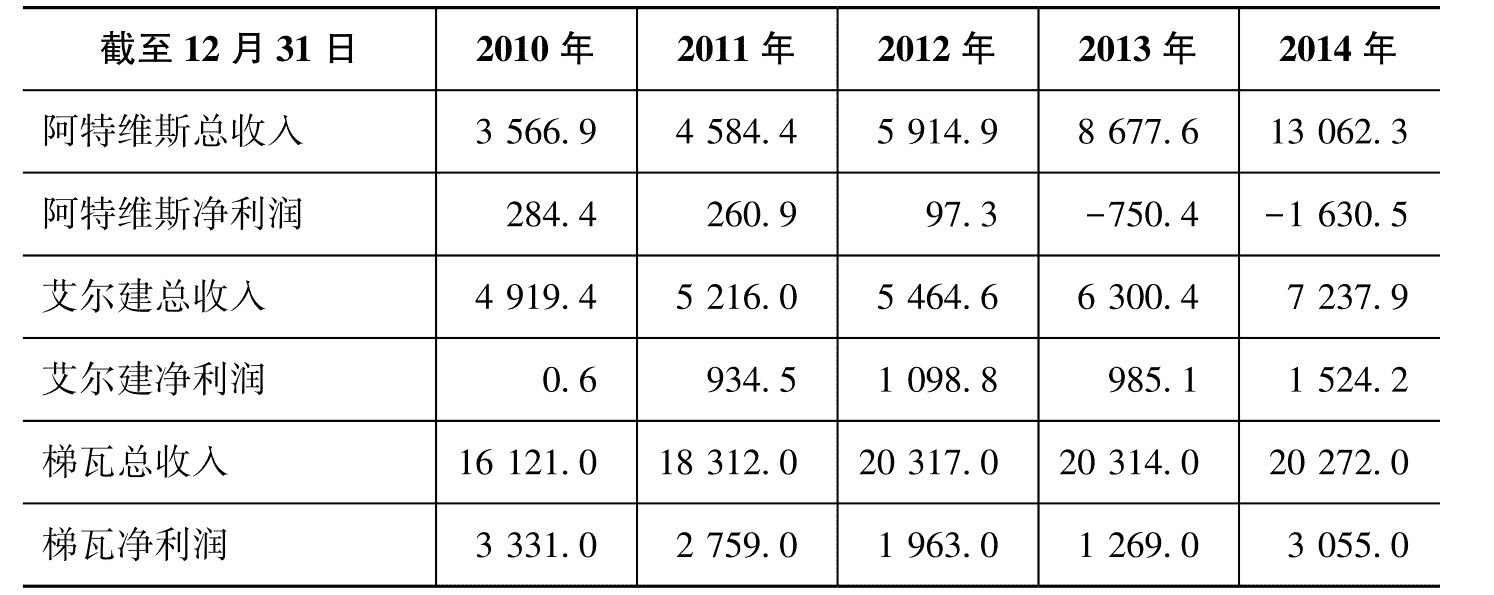 截至 12 月 31 日 2010 年 2011 年 2012 年 2013 年 2014 年
阿特维斯总收入 3 566. 9 4 584. 4 5 914. 9 8 677. 6 13 062. 3
阿特维斯净利润 284. 4 260. 9 97. 3 -750. 4 -1 630. 5
艾尔建总收入 4 919. 4 5 216. 0 5 464. 6 6 300. 4 7 237. 9
艾尔建净利润 0. 6 934. 5 1 098. 8 985. 1 1 524. 2
梯瓦总收入 16 121. 0 18 312. 0 20 317. 0 20 314. 0 20 272. 0
梯瓦净利润 3 331. 0 2 759. 0 1 963. 0 1 269. 0 3 055. 0